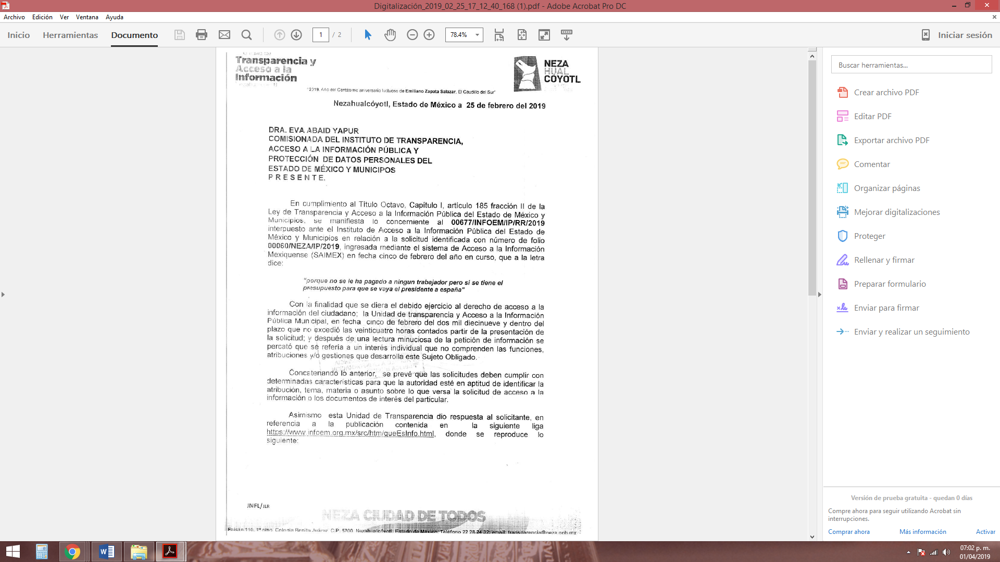 Digitalización_2019_02_25_17_12_40_168 (1).pdf - Adobe Acrobat Pro DC
Archivo Edición Ver Ventana Ayuda
Inicio Herramientas Documento 1 / 2 78.4% Iniciar sesión
Unidad de
Transparencia y
Acceso a la
Información
NEZA
HUAL
COYOTL
"2019. Año del Centésimo aniversario luctuoso de Emiliano Zapata Salazar. El Caudillo del Sur"
Nezahualcóyotl, Estado de México a 25 de febrero del 2019
DRA. EVA ABAID YAPUR
COMISIONADA DEL INSTITUTO DE TRANSPARENCIA,
ACCESO A LA INFORMACIÓN PÚBLICA Y
PROTECCIÓN DE DATOS PERSONALES DEL
ESTADO DE MÉXICO Y MUNICIPOS
P R E S E N T E.
En cumplimiento al Título Octavo, Capítulo I, artículo 185 fracción II de la
Ley de Transparencia y Acceso a la Información Pública del Estado de México y
Municipios, se manifiesta lo concerniente al 00677/INFOEM/IP/RR/2019
interpuesto ante el Instituto de Acceso a la Información Pública del Estado de
México y Municipios en relación a la solicitud identificada con número de folio
00060/NEZA/IP/2019, ingresada mediante el sistema de Acceso a la Información
Mexiquense (SAIMEX) en fecha cinco de febrero del año en curso, que a la letra
dice:
"porque no se le ha pagado a ningun trabajador pero si se tiene el
presupuesto para que se vaya el presidente a españa"
Con la finalidad que se diera el debido ejercicio al derecho de acceso a la
información del ciudadano; la Unidad de transparencia y Acceso a la Información
Pública Municipal, en fecha cinco de febrero del dos mil diecinueve y dentro del
plazo que no excedió las veinticuatro horas contados partir de la presentación de
la solicitud; y después de una lectura minuciosa de la petición de información se
percató que se refería a un interés individual que no comprenden las funciones,
atribuciones y/o gestiones que desarrolla este Sujeto Obligado.
Concatenando lo anterior, se prevé que las solicitudes deben cumplir con
determinadas características para que la autoridad esté en aptitud de identificar la
atribución, tema, materia o asunto sobre lo que versa la solicitud de acceso a la
información o los documentos de interés del particular.
Asimismo esta Unidad de Transparencia dio respuesta al solicitante, en
referencia a la publicación contenida en la siguiente liga
https://www.infoem.org.mx/src/htm/queEsInfo.html, donde se reproduce lo
siguiente:
JNFL/JLR
NEZA CIUDAD DE TODOS
Faisán 110, 1º piso, Colonia Benito Juárez, C.P. 5700, Nezahualcóyotl, Estado de México, Teléfono 22 28 24 32; email: transparencia@neza.gob.mx
Buscar herramientas...
Crear archivo PDF
Editar PDF
Exportar archivo PDF
Comentar
Organizar páginas
Mejorar digitalizaciones
Proteger
Rellenar y firmar
Preparar formulario
Enviar para firmar
Enviar y realizar un seguimiento
Versión de prueba gratuita - quedan 0 días
Compre ahora para seguir utilizando Acrobat sin
interrupciones.
Comprar ahora Más información Activar
07:02 p. m.
01/04/2019